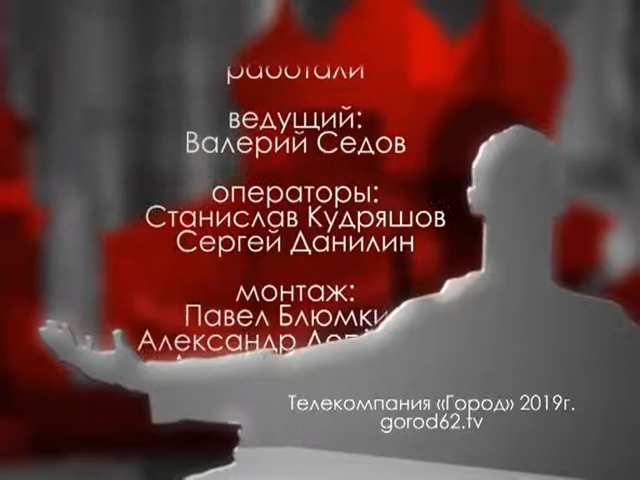 работали
ведущий:
Валерий Седов
операторы:
Станислав Кудряшов
Сергей Данилин
монтаж:
Павел
Александр
Телекомпания «Город» 2019г.
gorod62.tv